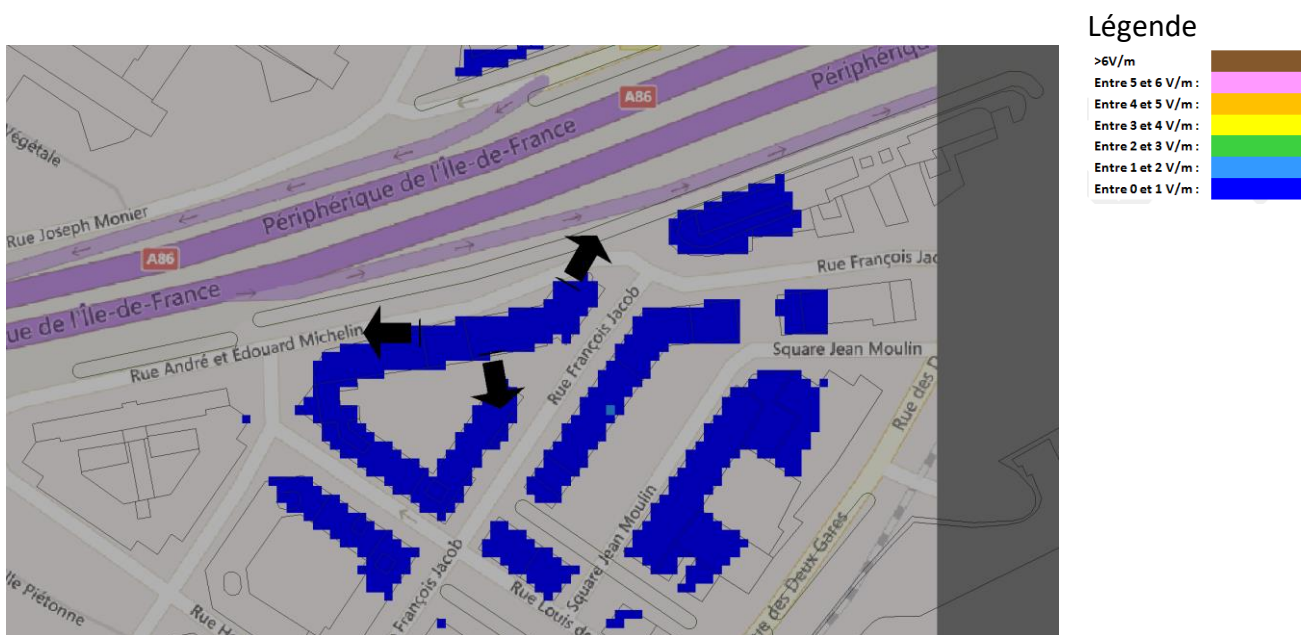 Légende
>6V/m
Entre 5 et 6 V/m :
Entre 4 et 5 V/m :
Entre 3 et 4 V/m :
Entre 2 et 3 V/m :
Entre 1 et 2 V/m :
Entre 0 et 1 V/m :
Périphérique
A86
Végétale
Périphérique de l'Île-de-France
Rue Joseph Monier
A86
Rue François Jac
ue de l'Île-de-France
Rue André et Edouard Michelin
Rue François Jacob
Square Jean Moulin
Rue des D
Square Jean Moulin
ue des Deux Gares
François Jacob
Rue Louis de
lle Piétonne
Rue H